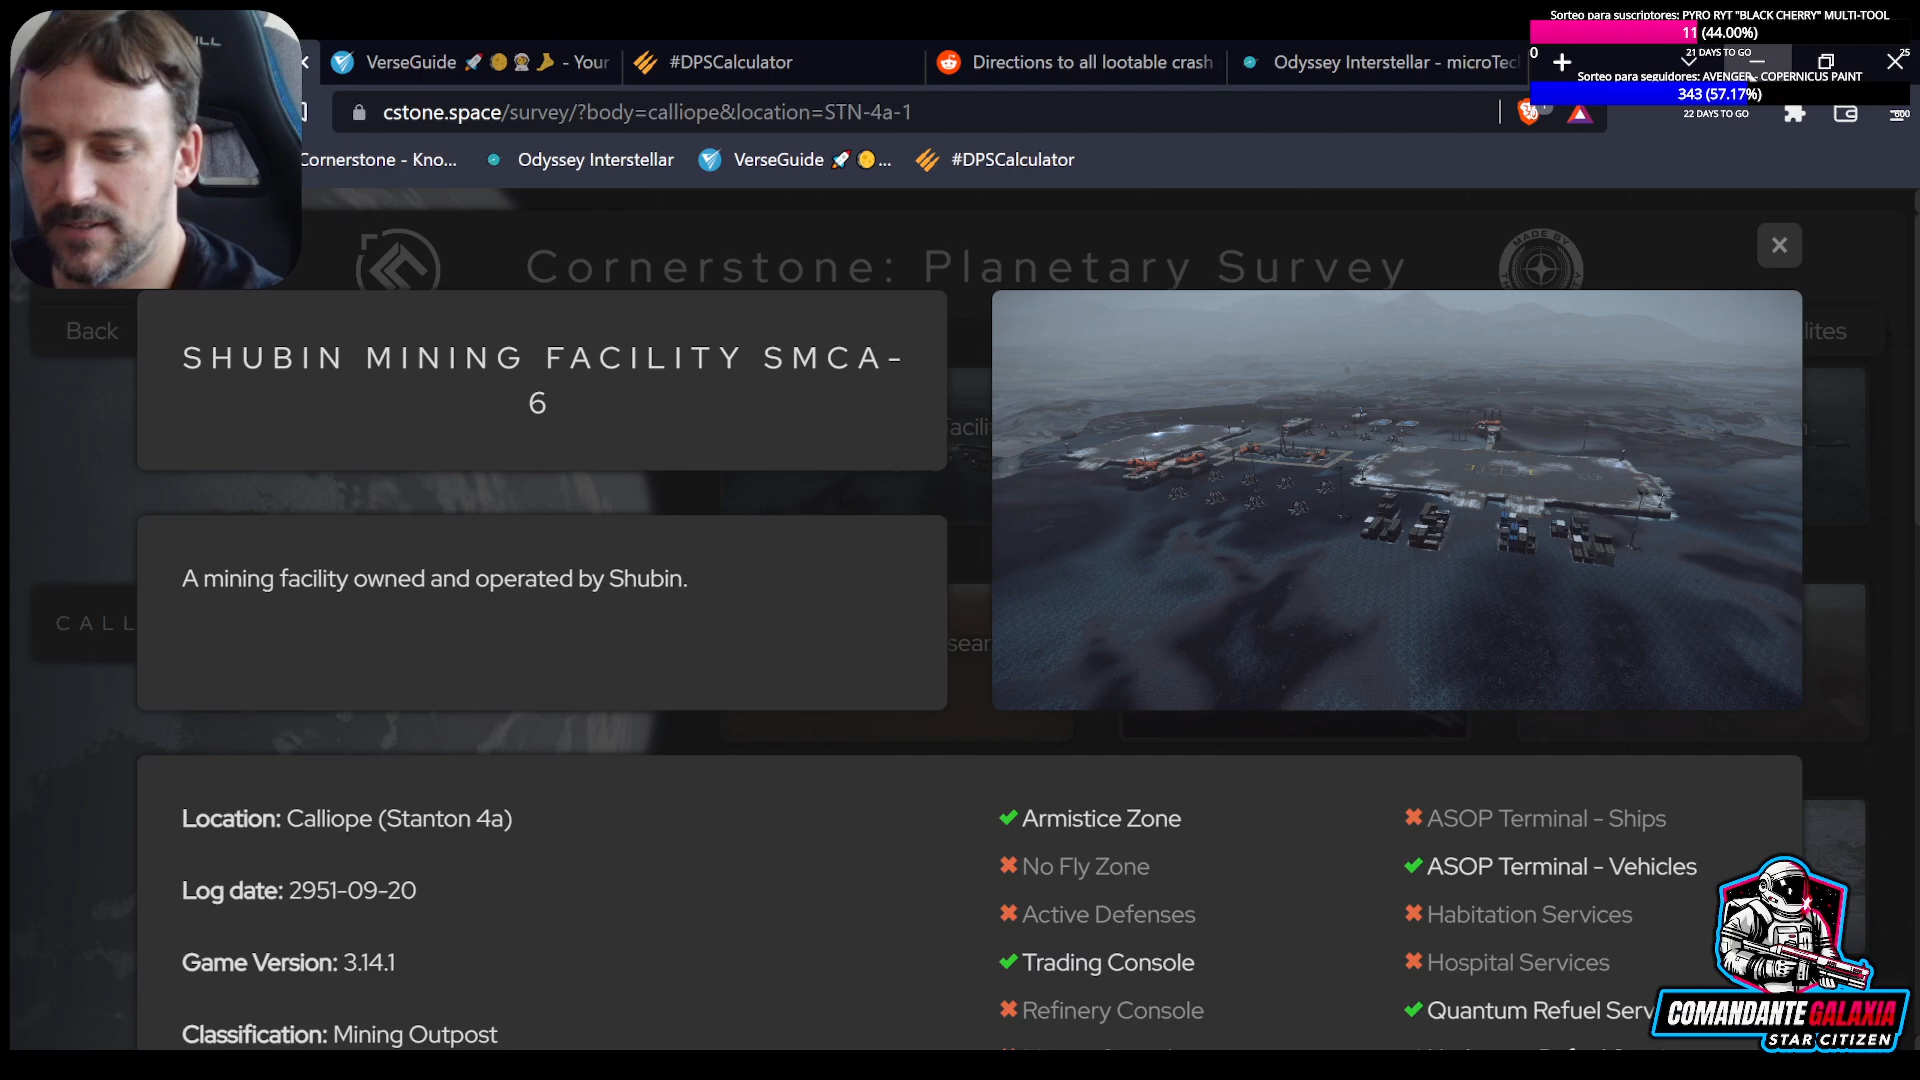 Sorteo para suscriptores: PYRO RYT "BLACK CHERRY" MULTI-TOOL
11 (44.00%)
0
21 DAYS TO GO
25
Sorteo para seguidores: AVENGER - COPERNICUS PAINT
343 (57.17%)
22 DAYS TO GO
600
VerseGuide 🚀 - Your
#DPSCalculator
Directions to all lootable crash
Odyssey Interstellar - microTec
cstone.space/survey/?body=calliope&location=STN-4a-1
Cornerstone - Kno...
Odyssey Interstellar
VerseGuide 🚀...
#DPSCalculator
Cornerstone: Planetary Survey
MADE BY
Back
SHUBIN MINING FACILITY SMCA-
6
A mining facility owned and operated by Shubin.
CALL
Location: Calliope (Stanton 4a)
Log date: 2951-09-20
Game Version: 3.14.1
Classification: Mining Outpost
Armistice Zone
No Fly Zone
Active Defenses
Trading Console
Refinery Console
ASOP Terminal - Ships
ASOP Terminal - Vehicles
Habitation Services
Hospital Services
Quantum Refuel Serv
COMANDANTE GALAXIA
STAR CITIZEN